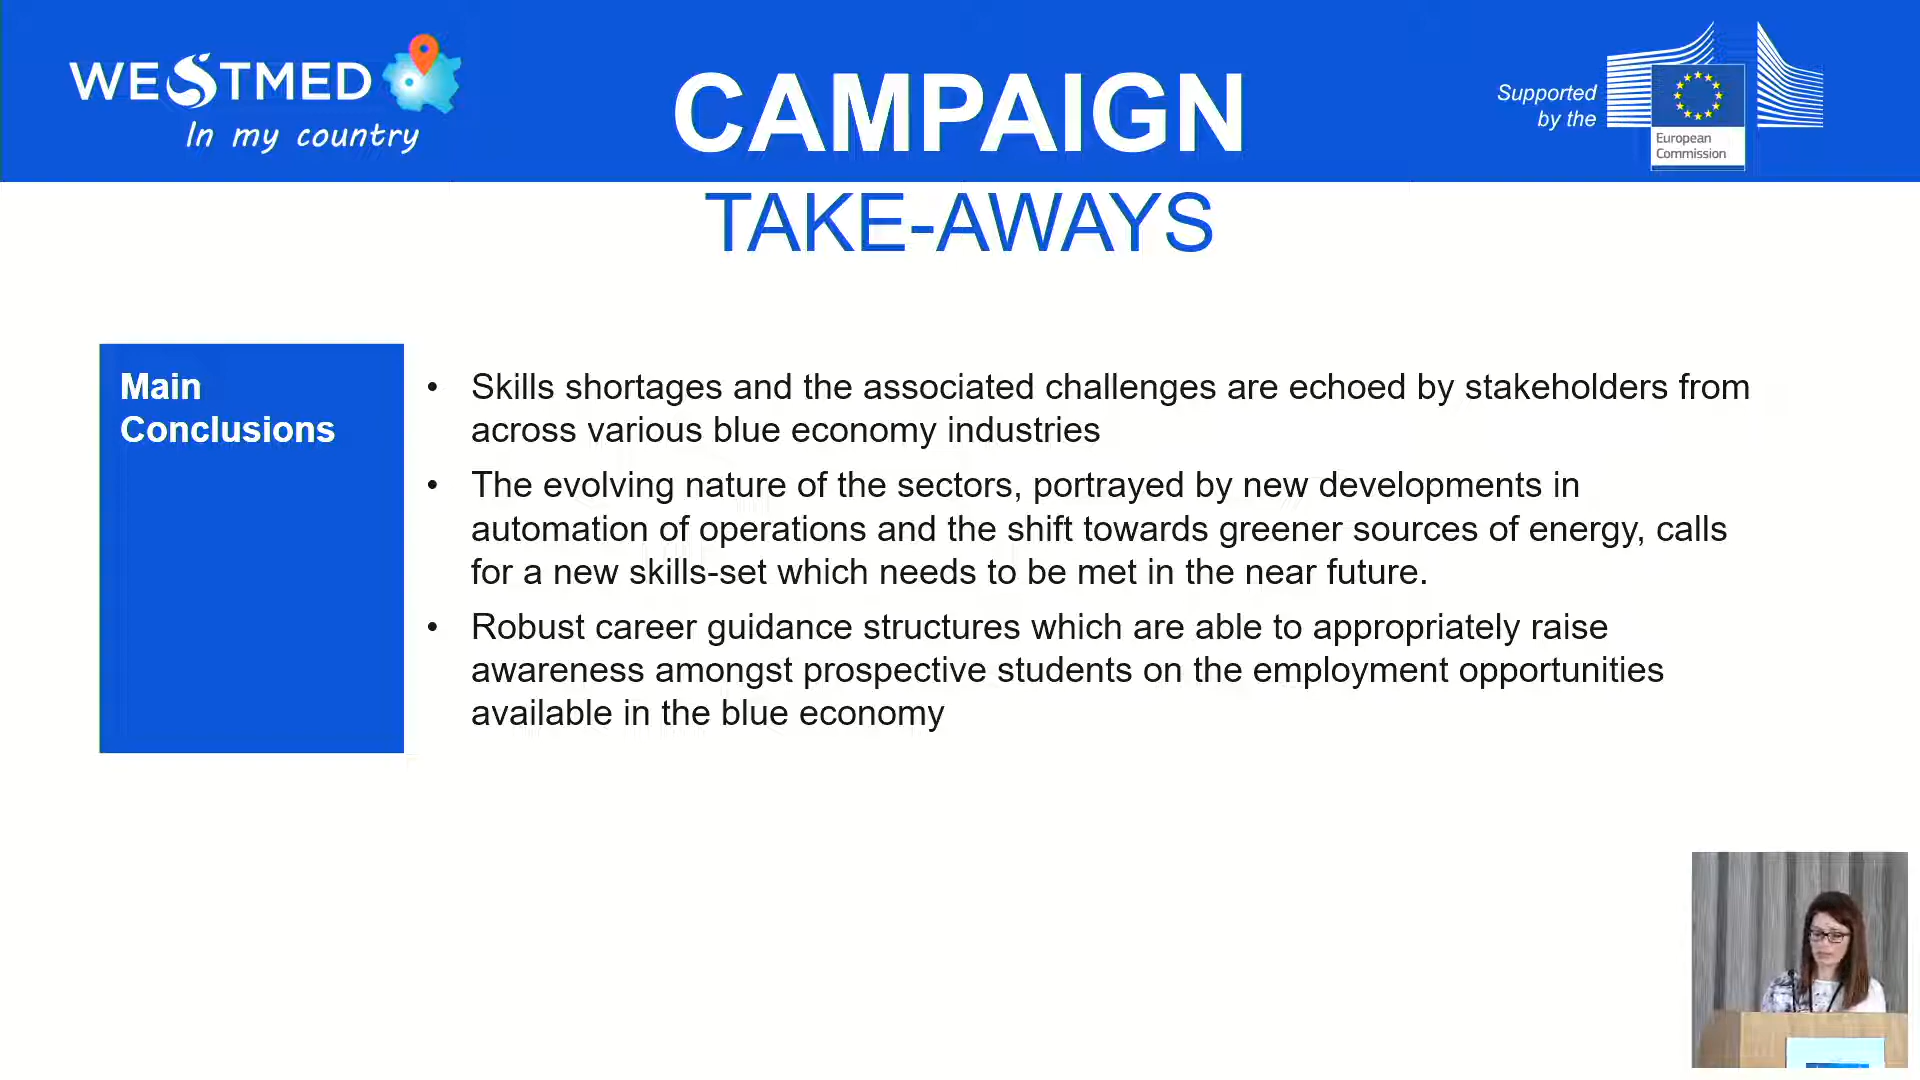 WESTMED
In my country
CAMPAIGN
Supported
by the
European
Commission
TAKE-AWAYS
Main
Conclusions
• Skills shortages and the associated challenges are echoed by stakeholders from
across various blue economy industries
• The evolving nature of the sectors, portrayed by new developments in
automation of operations and the shift towards greener sources of energy, calls
for a new skills-set which needs to be met in the near future.
• Robust career guidance structures which are able to appropriately raise
awareness amongst prospective students on the employment opportunities
available in the blue economy